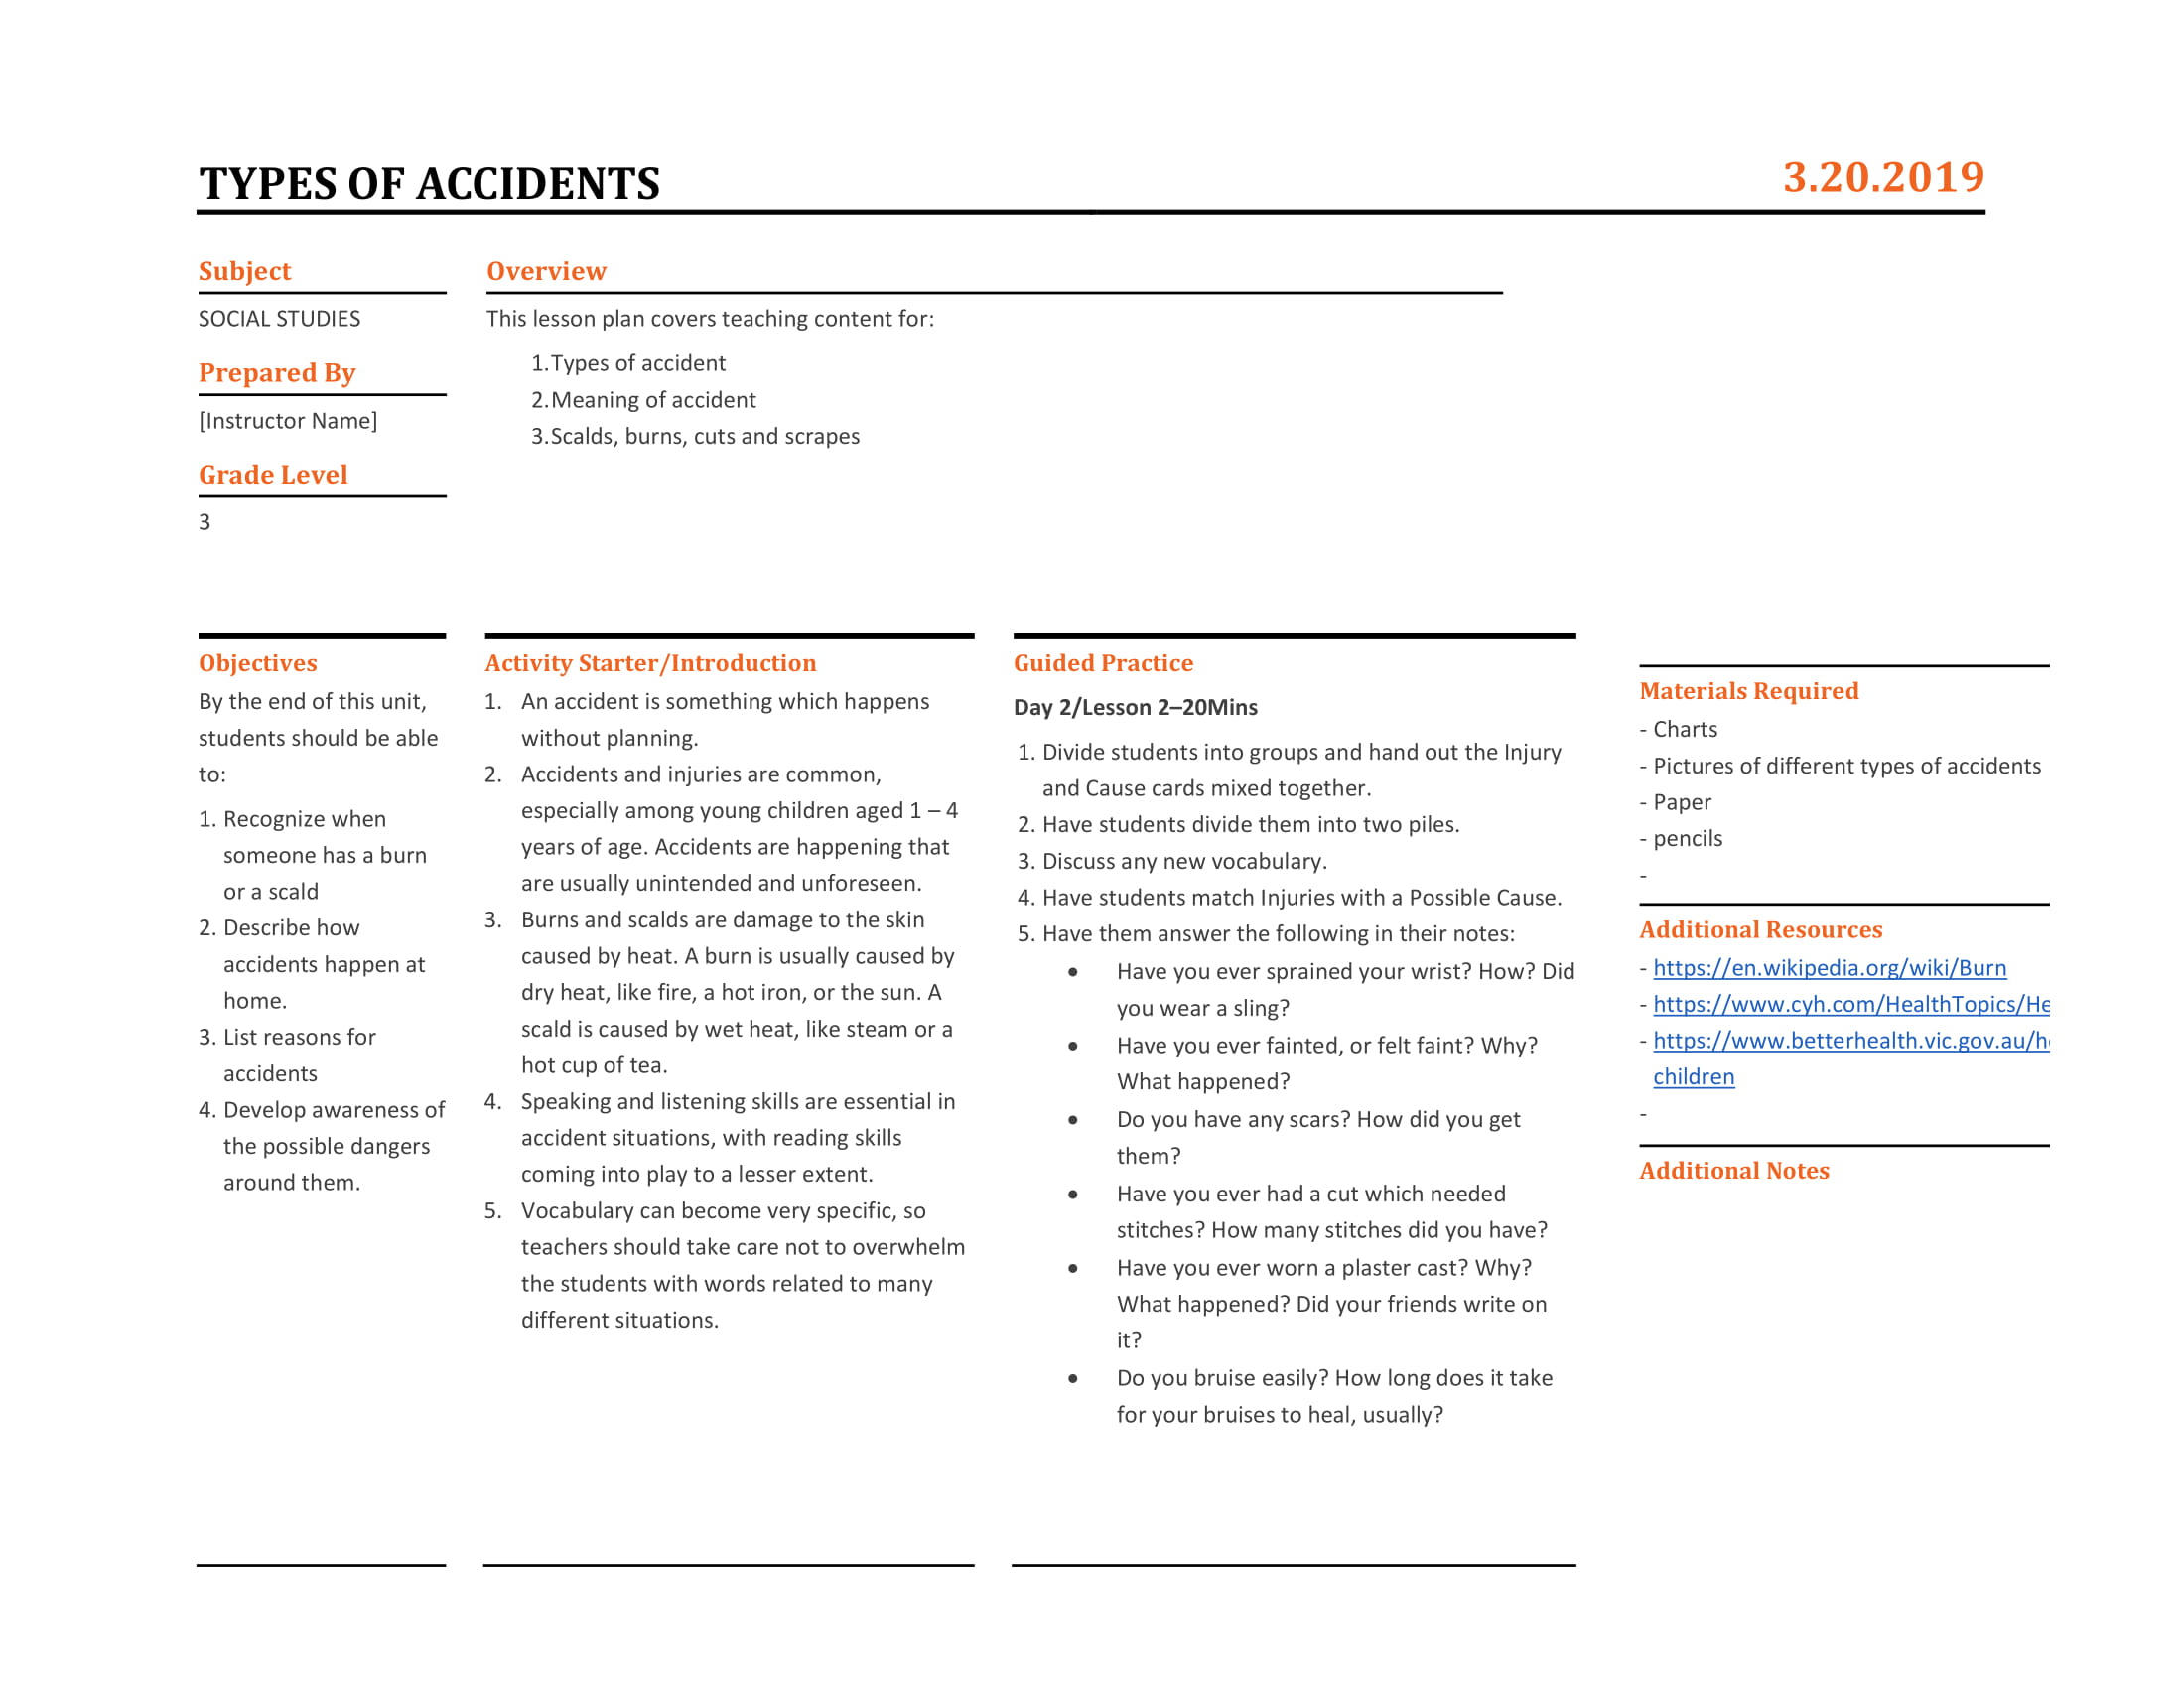 TYPES OF ACCIDENTS
3.20.2019
Subject
SOCIAL STUDIES
Prepared By
[Instructor Name]
Grade Level
3
Overview
This lesson plan covers teaching content for:
1.Types of accident
2.Meaning of accident
3.Scalds, burns, cuts and scrapes
Objectives
By the end of this unit,
students should be able
to:
1. Recognize when
someone has a burn
or a scald
2. Describe how
accidents happen at
home.
3. List reasons for
accidents
4. Develop awareness of
the possible dangers
around them.
Activity Starter/Introduction
1. An accident is something which happens
without planning.
2. Accidents and injuries are common,
especially among young children aged 1 – 4
years of age. Accidents are happening that
are usually unintended and unforeseen.
3. Burns and scalds are damage to the skin
caused by heat. A burn is usually caused by
dry heat, like fire, a hot iron, or the sun. A
scald is caused by wet heat, like steam or a
hot cup of tea.
4. Speaking and listening skills are essential in
accident situations, with reading skills
coming into play to a lesser extent.
5. Vocabulary can become very specific, so
teachers should take care not to overwhelm
the students with words related to many
different situations.
Guided Practice
Day 2/Lesson 2–20Mins
1. Divide students into groups and hand out the Injury
and Cause cards mixed together.
2. Have students divide them into two piles.
3. Discuss any new vocabulary.
4. Have students match Injuries with a Possible Cause.
5. Have them answer the following in their notes:
• Have you ever sprained your wrist? How? Did
you wear a sling?
• Have you ever fainted, or felt faint? Why?
What happened?
• Do you have any scars? How did you get
them?
• Have you ever had a cut which needed
stitches? How many stitches did you have?
• Have you ever worn a plaster cast? Why?
What happened? Did your friends write on
it?
• Do you bruise easily? How long does it take
for your bruises to heal, usually?
Materials Required
- Charts
- Pictures of different types of accidents
- Paper
- pencils
-
Additional Resources
- https://en.wikipedia.org/wiki/Burn
- https://www.cyh.com/HealthTopics/He
- https://www.betterhealth.vic.gov.au/h
children
-
Additional Notes